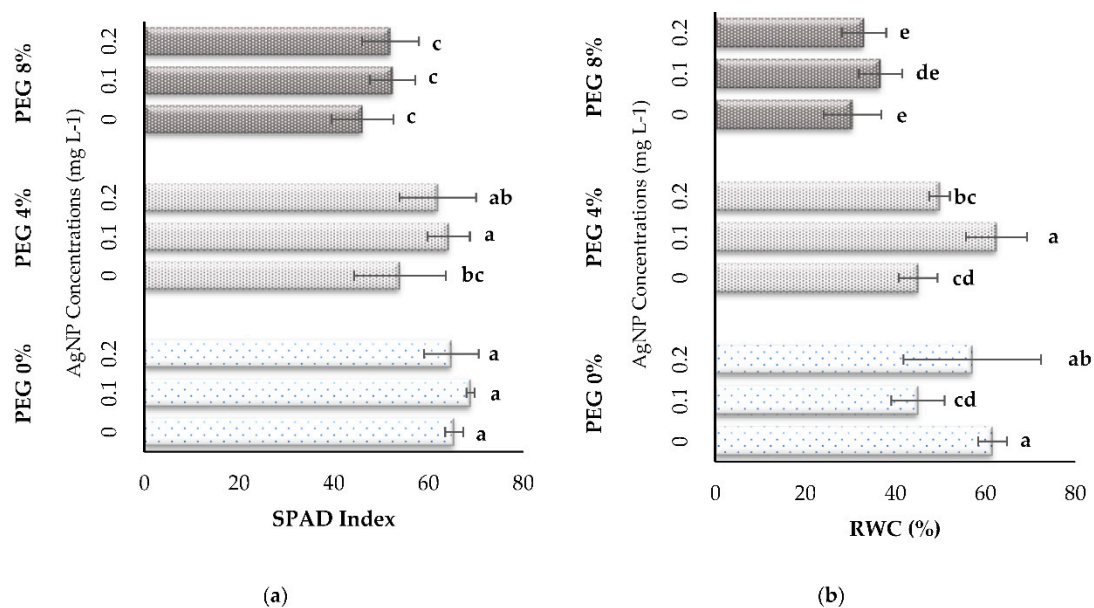 PEG 8%
PEG 4%
PEG 0%
AgNP Concentrations (mg L-1)
0.2
c
0.1
c
0
c
0.2
ab
0.1
a
0
bc
0.2
a
0.1
a
0
a
0 20 40 60 80
SPAD Index
(a)
PEG 8%
PEG 4%
PEG 0%
AgNP Concentrations (mg L-1)
0.2
e
0.1
de
0
e
0.2
bc
0.1
a
0
cd
0.2
ab
0.1
cd
0
a
0 20 40 60 80
RWC (%)
(b)